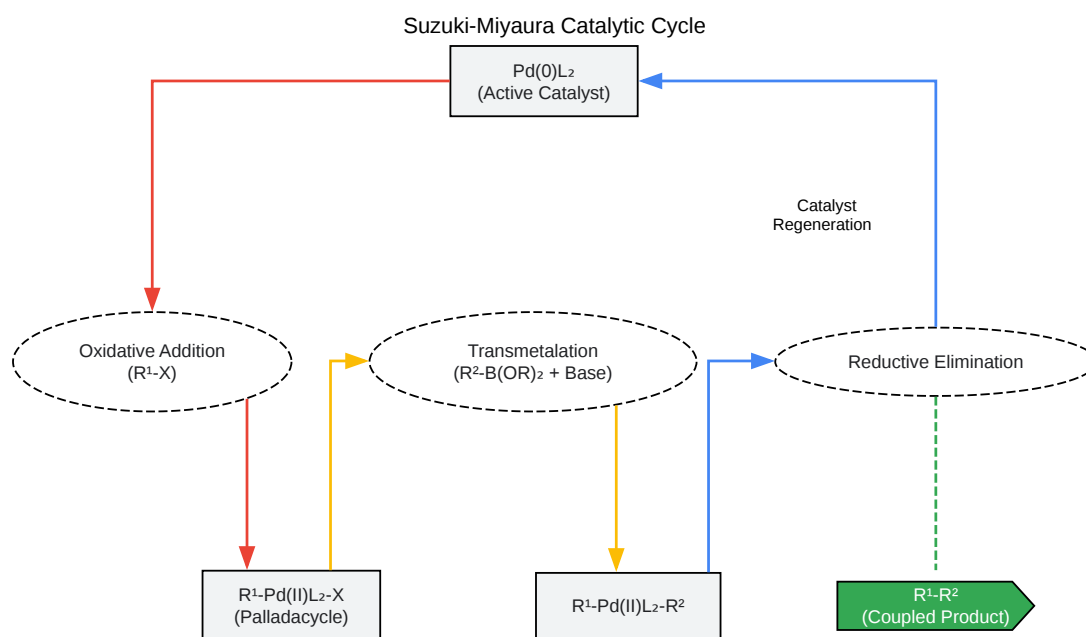 Suzuki-Miyaura Catalytic Cycle
Pd(0)L₂
(Active Catalyst)
Catalyst
Regeneration
Oxidative Addition
(R¹-X)
Transmetalation
(R²-B(OR)₂ + Base)
Reductive Elimination
R¹-Pd(II)L₂-X
(Palladacycle)
R¹-Pd(II)L₂-R²
R¹-R²
(Coupled Product)